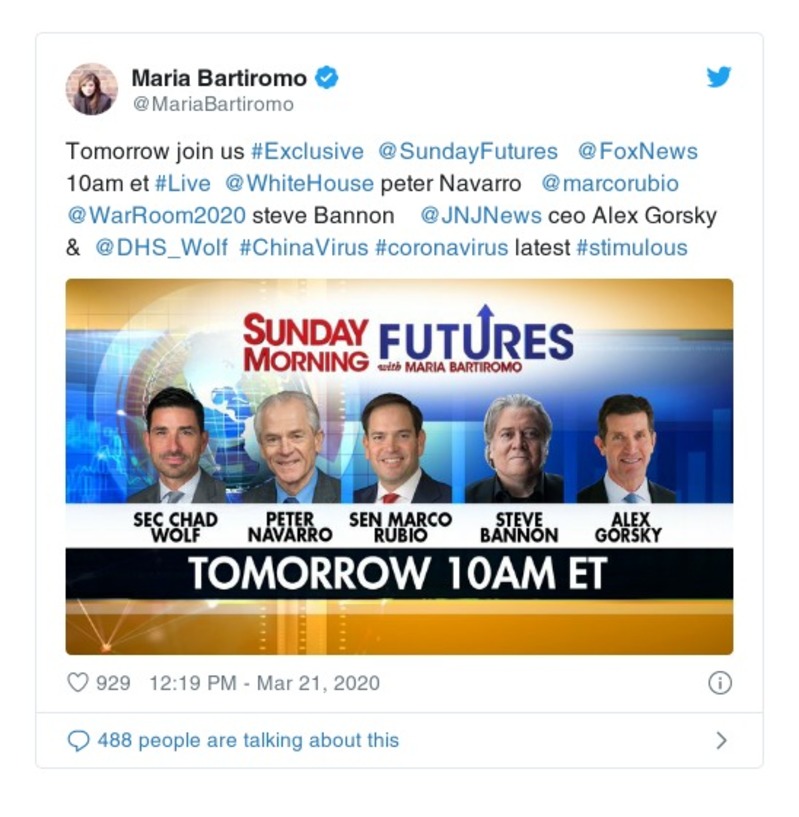 Maria Bartiromo
@MariaBartiromo
Tomorrow join us #Exclusive @SundayFutures @FoxNews
10am et #Live @WhiteHouse peter Navarro @marcorubio
@WarRoom2020 steve Bannon @JNJNews ceo Alex Gorsky
& @DHS_Wolf #ChinaVirus #coronavirus latest #stimulous
SUNDAY MORNING FUTURES
with MARIA BARTIROMO
SEC CHAD WOLF
PETER NAVARRO
SEN MARCO RUBIO
STEVE BANNON
ALEX GORSKY
TOMORROW 10AM ET
929 12:19 PM - Mar 21, 2020
488 people are talking about this